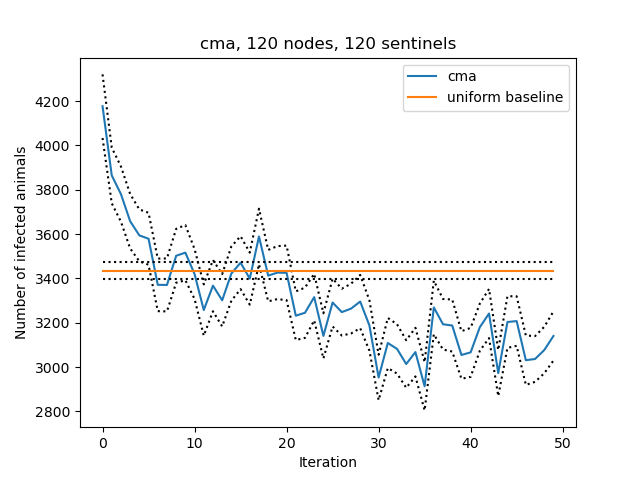 cma, 120 nodes, 120 sentinels
cma
uniform baseline
Number of infected animals
4200
4000
3800
3600
3400
3200
3000
2800
0 10 20 30 40 50
Iteration